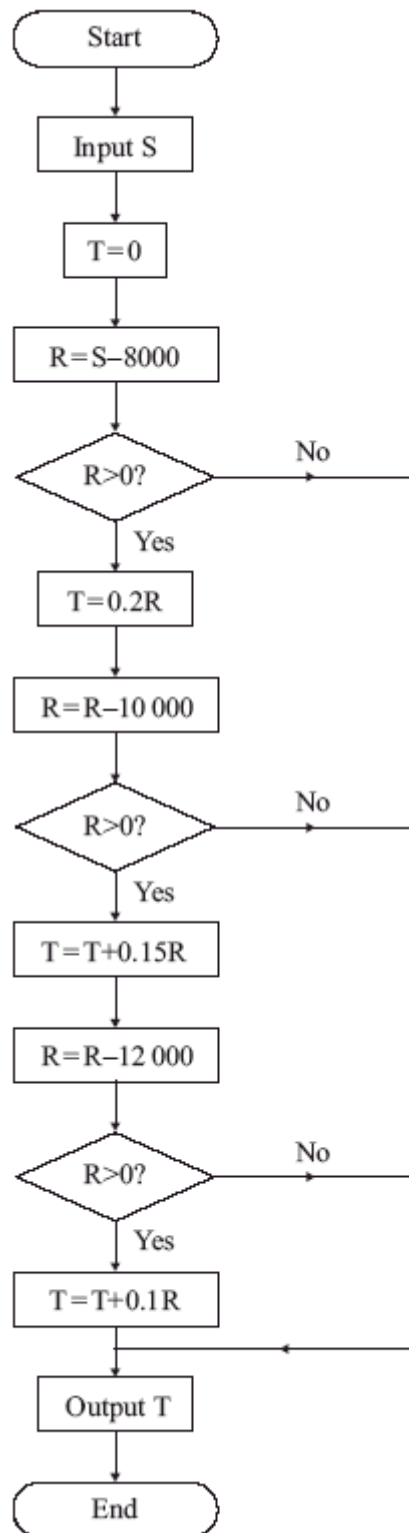 Start
Input S
T=0
R=S–8000
R>0?
No
Yes
T=0.2R
R=R–10 000
R>0?
No
Yes
T=T+0.15R
R=R–12 000
R>0?
No
Yes
T=T+0.1R
Output T
End